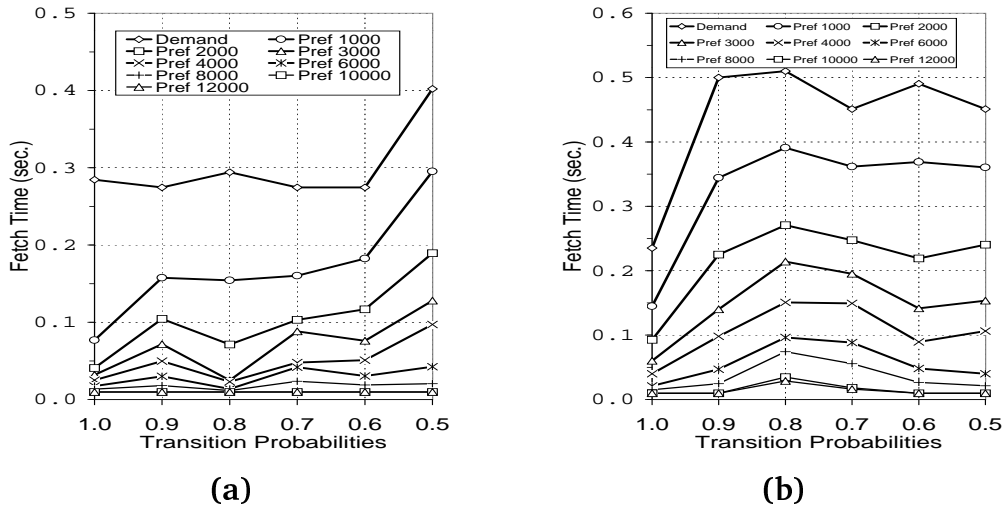 0.5
0.4
0.3
0.2
0.1
0.0
Fetch Time (sec.)
Demand Pref 1000
Pref 2000 Pref 3000
Pref 4000 Pref 6000
Pref 8000 Pref 10000
Pref 12000
1.0 0.9 0.8 0.7 0.6 0.5
Transition Probabilities
(a)
0.6
0.5
0.4
0.3
0.2
0.1
0.0
Fetch Time (sec.)
Demand Pref 1000 Pref 2000
Pref 3000 Pref 4000 Pref 6000
Pref 8000 Pref 10000 Pref 12000
1.0 0.9 0.8 0.7 0.6 0.5
Transition Probabilities
(b)